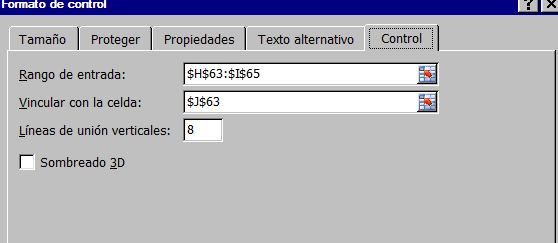 Formato de control
Tamaño Proteger Propiedades Texto alternativo Control
Rango de entrada: $H$63:$I$65
Vincular con la celda: $J$63
Líneas de unión verticales: 8
Sombreado 3D